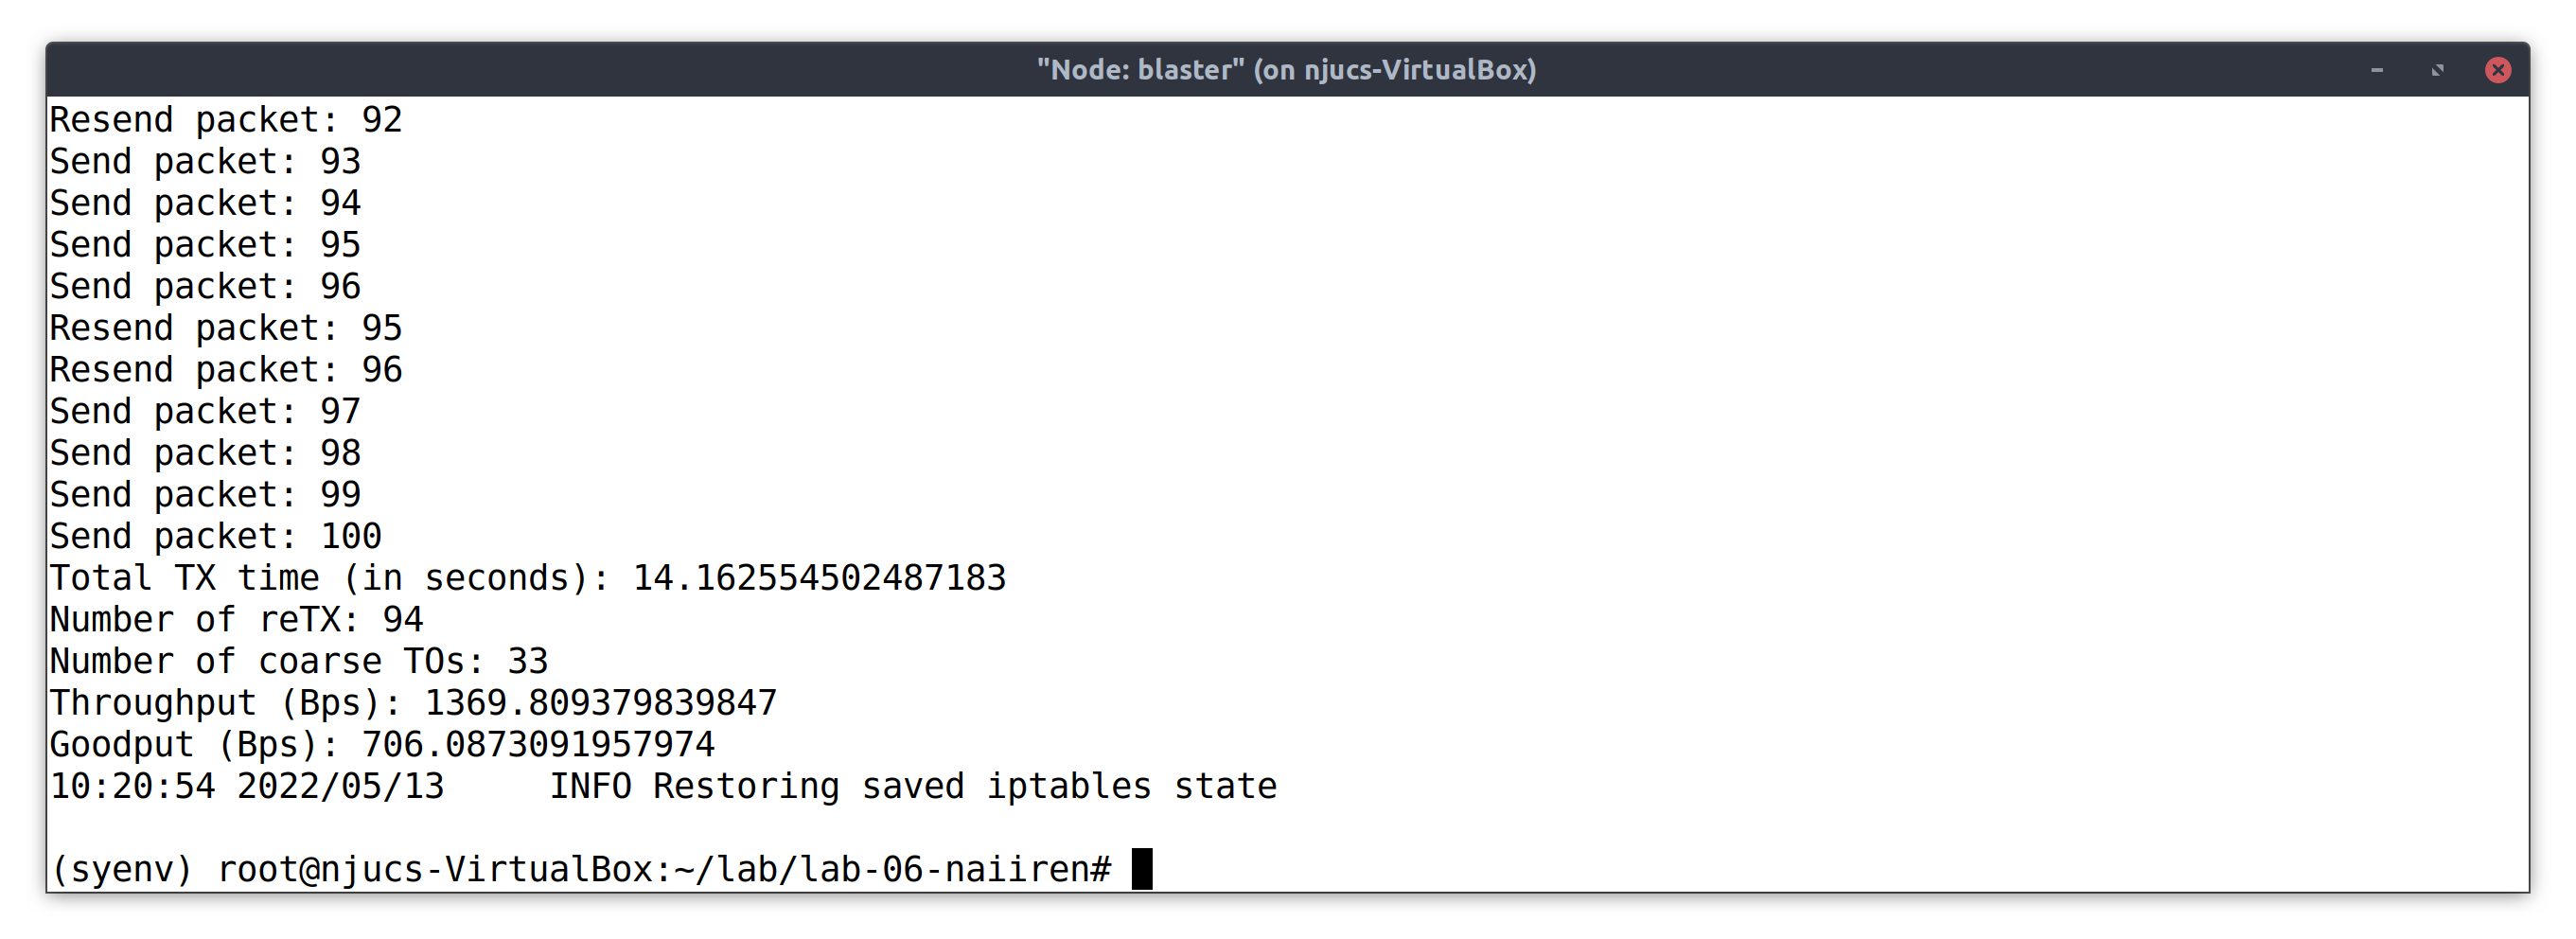 "Node: blaster" (on njucs-VirtualBox)
Resend packet: 92
Send packet: 93
Send packet: 94
Send packet: 95
Send packet: 96
Resend packet: 95
Resend packet: 96
Send packet: 97
Send packet: 98
Send packet: 99
Send packet: 100
Total TX time (in seconds): 14.162554502487183
Number of reTX: 94
Number of coarse TOs: 33
Throughput (Bps): 1369.809379839847
Goodput (Bps): 706.0873091957974
10:20:54 2022/05/13     INFO Restoring saved iptables state
(syenv) root@njucs-VirtualBox:~/lab/lab-06-naiiren#